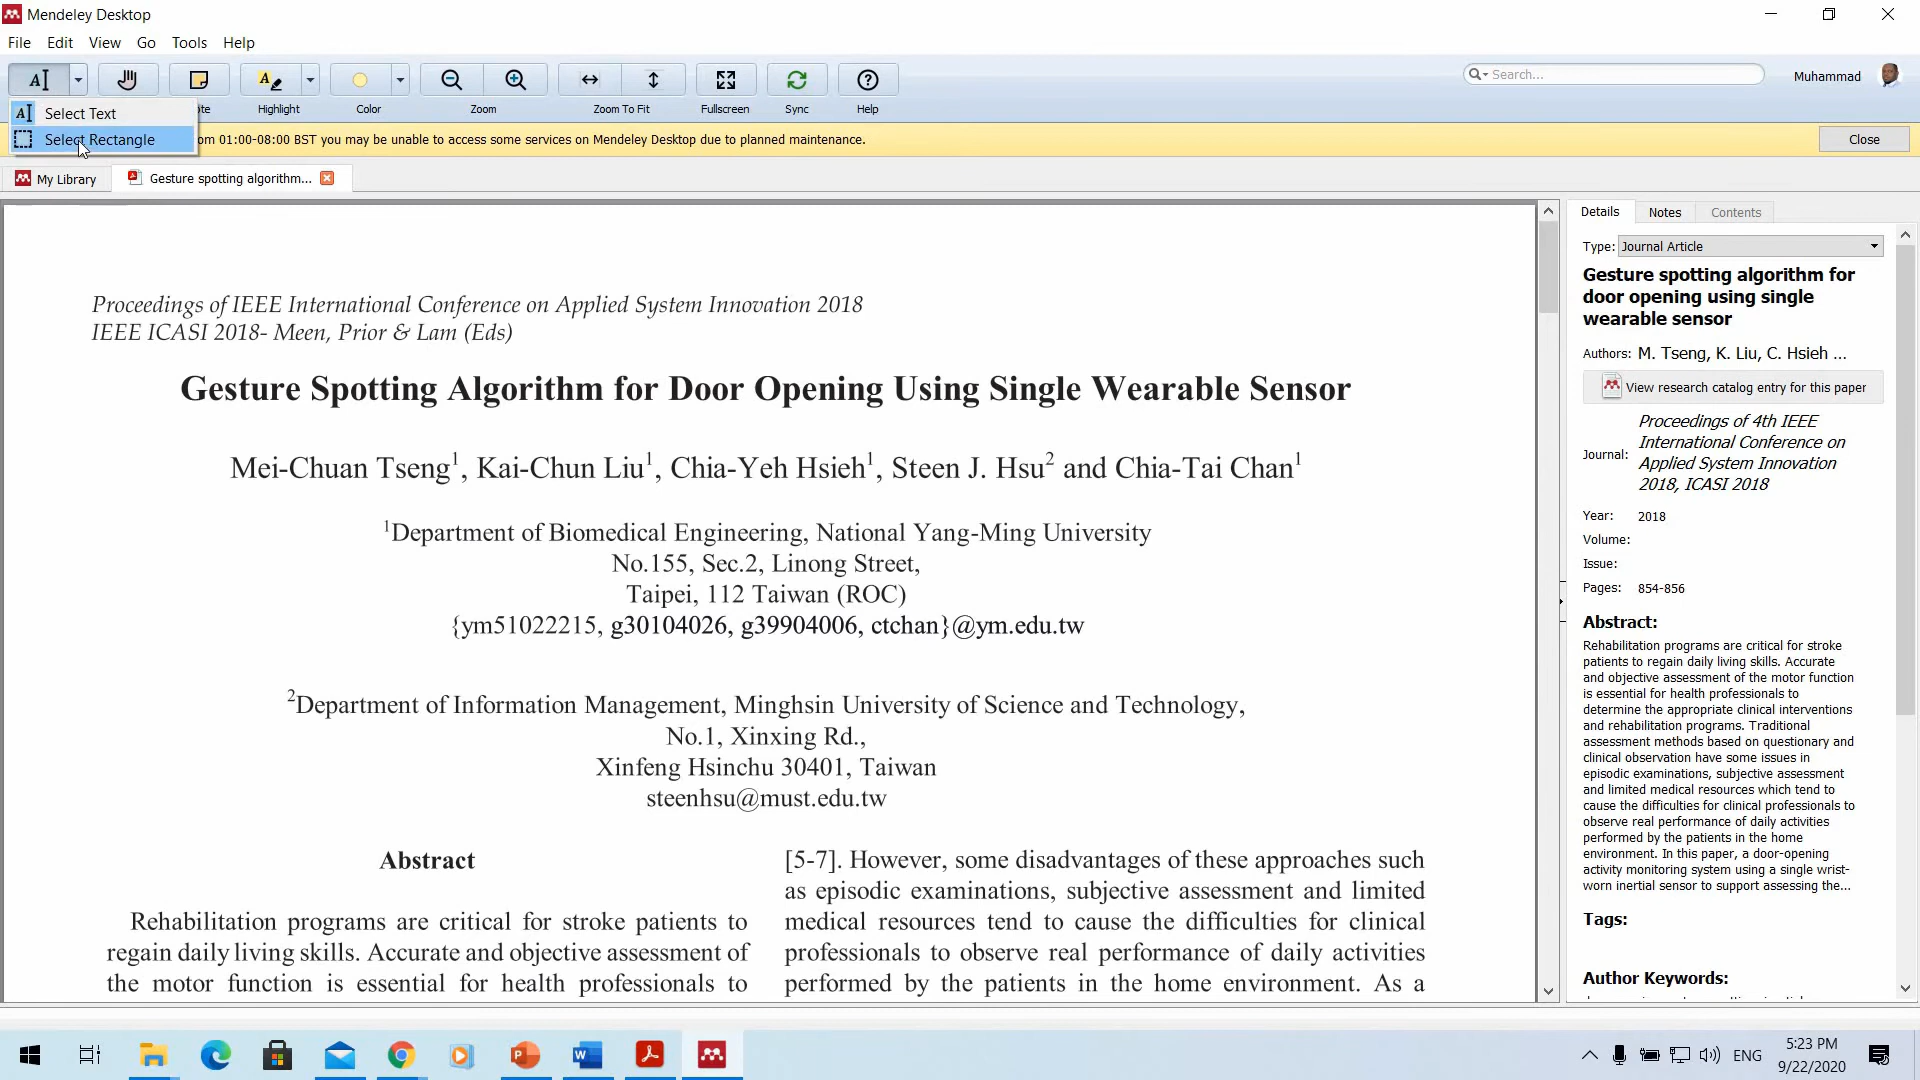 Mendeley Desktop
File Edit View Go Tools Help
Highlight Color Zoom Zoom To Fit Fullscreen Sync Help
Search...
Muhammad
Select Text
Select Rectangle
01:00-08:00 BST you may be unable to access some services on Mendeley Desktop due to planned maintenance.
Close
My Library
Gesture spotting algorithm...
Proceedings of IEEE International Conference on Applied System Innovation 2018
IEEE ICASI 2018- Meen, Prior & Lam (Eds)
Gesture Spotting Algorithm for Door Opening Using Single Wearable Sensor
Mei-Chuan Tseng1, Kai-Chun Liu1, Chia-Yeh Hsieh1, Steen J. Hsu2 and Chia-Tai Chan1
1Department of Biomedical Engineering, National Yang-Ming University
No.155, Sec.2, Linong Street,
Taipei, 112 Taiwan (ROC)
{ym51022215, g30104026, g39904006, ctchan}@ym.edu.tw
2Department of Information Management, Minghsin University of Science and Technology,
No.1, Xinxing Rd.,
Xinfeng Hsinchu 30401, Taiwan
steenhsu@must.edu.tw
Abstract
Rehabilitation programs are critical for stroke patients to
regain daily living skills. Accurate and objective assessment of
the motor function is essential for health professionals to
[5-7]. However, some disadvantages of these approaches such
as episodic examinations, subjective assessment and limited
medical resources tend to cause the difficulties for clinical
professionals to observe real performance of daily activities
performed by the patients in the home environment. As a
Details Notes Contents
Type: Journal Article
Gesture spotting algorithm for
door opening using single
wearable sensor
Authors: M. Tseng, K. Liu, C. Hsieh ...
View research catalog entry for this paper
Journal: Proceedings of 4th IEEE
International Conference on
Applied System Innovation
2018, ICASI 2018
Year: 2018
Volume:
Issue:
Pages: 854-856
Abstract:
Rehabilitation programs are critical for stroke
patients to regain daily living skills. Accurate
and objective assessment of the motor function
is essential for health professionals to
determine the appropriate clinical interventions
and rehabilitation programs. Traditional
assessment methods based on questionary and
clinical observation have some issues in
episodic examinations, subjective assessment
and limited medical resources which tend to
cause the difficulties for clinical professionals to
observe real performance of daily activities
performed by the patients in the home
environment. In this paper, a door-opening
activity monitoring system using a single wrist-
worn inertial sensor to support assessing the...
Tags:
Author Keywords:
ENG
5:23 PM
9/22/2020